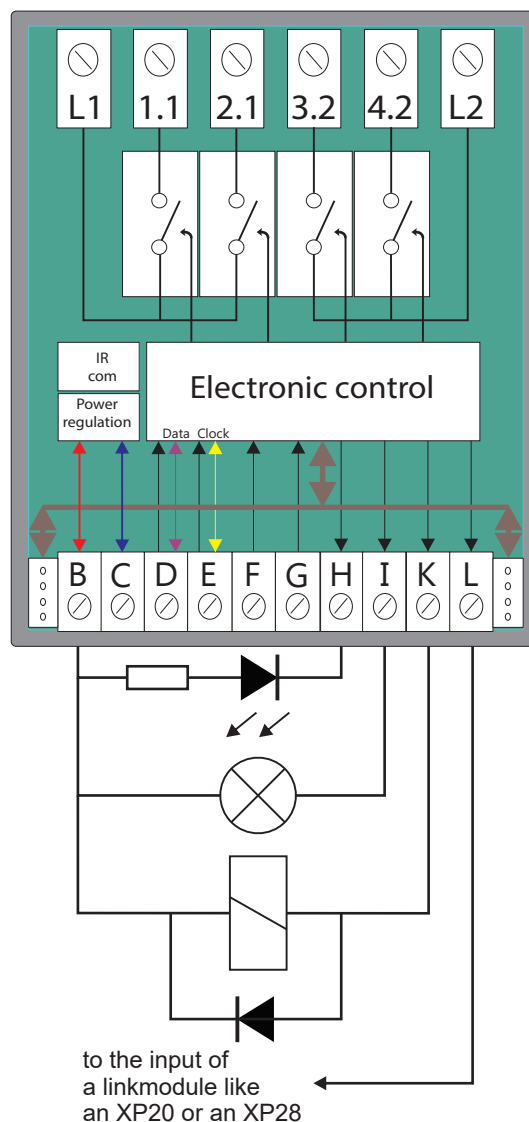 L1 1.1 2.1 3.2 4.2 L2
IR
com
Power
regulation
Electronic control
Data Clock
B C D E F G H I K L
to the input of
a linkmodule like
an XP20 or an XP28